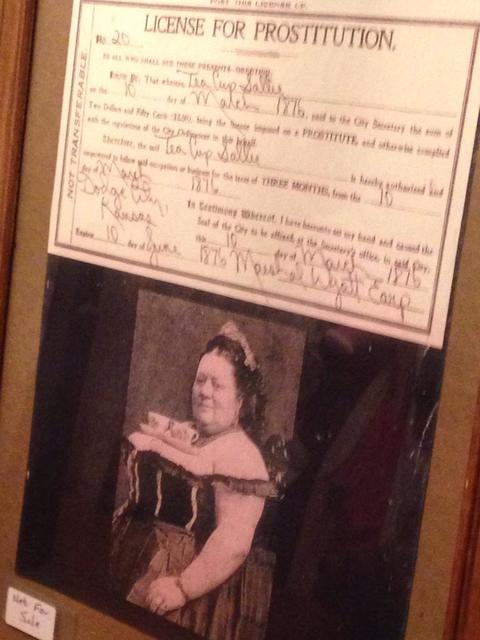 POST THIS LICENSE UP.
LICENSE FOR PROSTITUTION.
No. 20
TO ALL WHO SHALL SEE THESE PRESENTS, GREETING:
Know Ye, That whereas Tea Cup Sallie
on the 10 day of March 1876, paid to the City Secretary the sum of
Two Dollars and Fifty Cents ($2.50), being the license imposed on a PROSTITUTE, and otherwise complied
with the regulations of the City Ordinances in this behalf.
Therefore, the said Tea Cup Sallie is hereby authorized and
empowered to follow said occupation or business for the term of THREE MONTHS, from the 10
day of March 1876
Dodge City,
Kansas
In Testimony Whereof, I have hereunto set my hand and caused the
Seal of the City to be affixed, at the Secretary's office, in said City,
this 10 day of March 1876
Expires 10 day of June 1876 Marshal Wyatt Earp
NOT TRANSFERABLE.
Not For
Sale